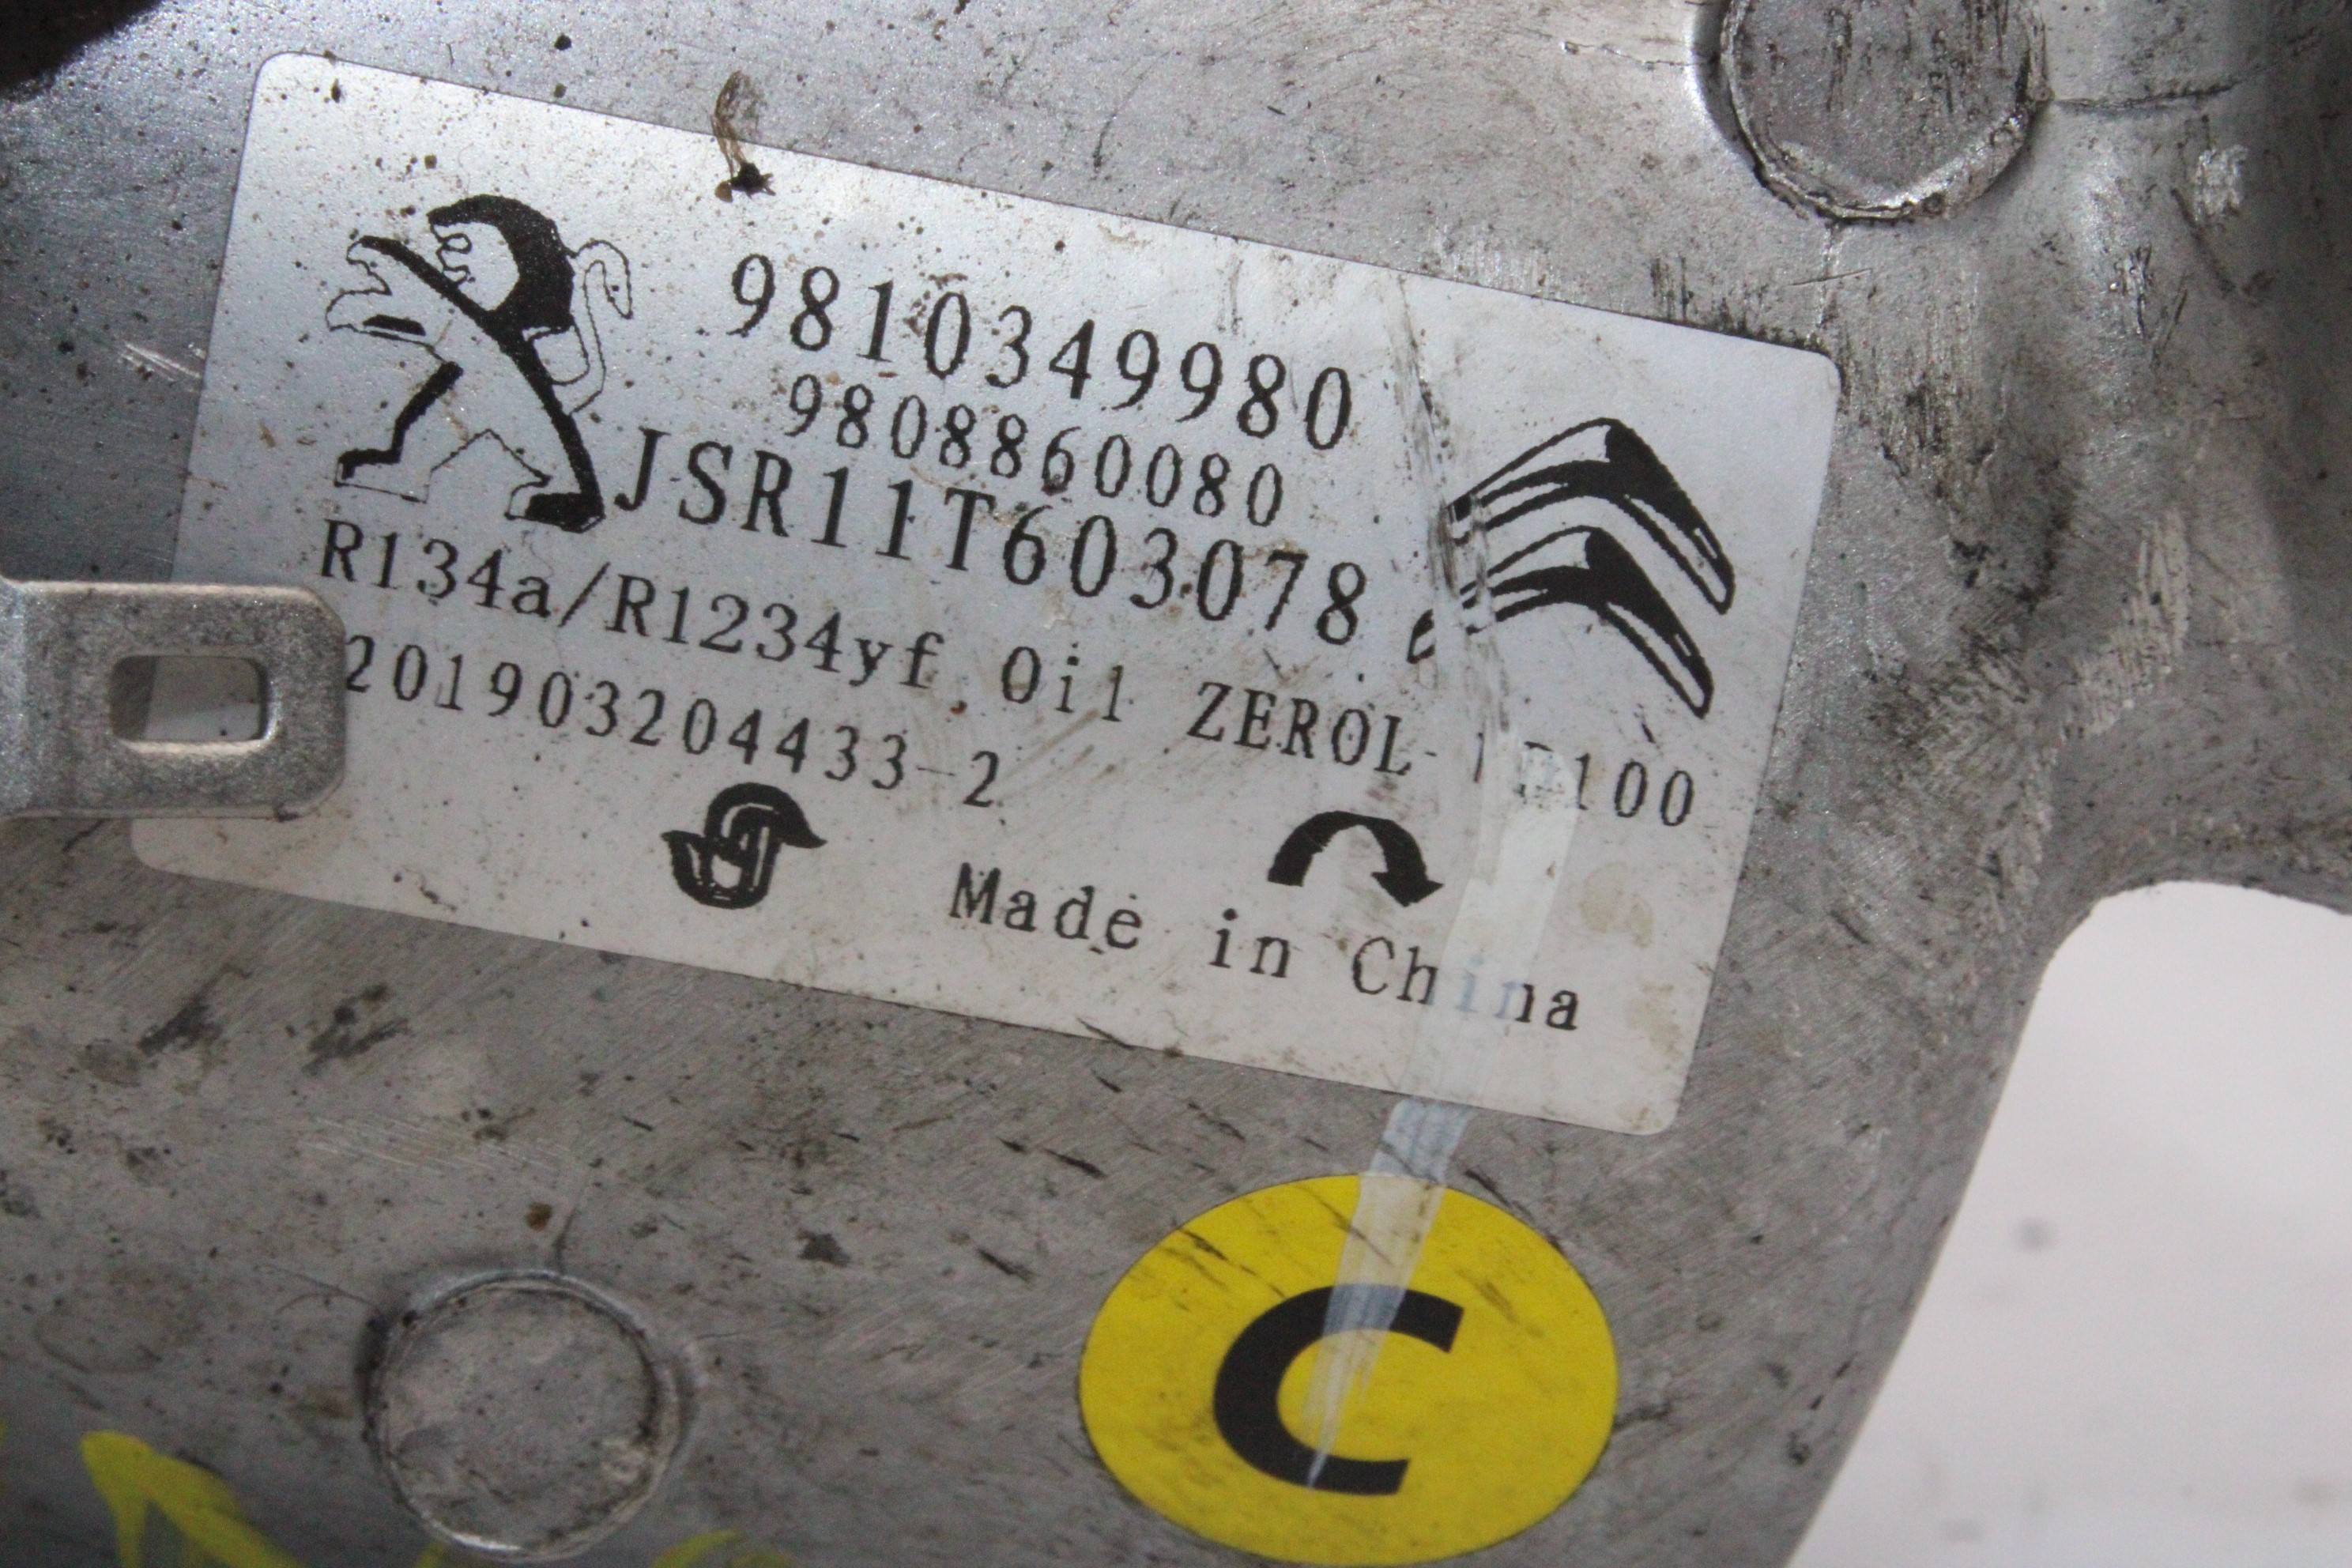 9810349980
9808860080
JSR11T603078 e
R134a/R1234yf Oil ZEROL-
201903204433-2
Made in China
C